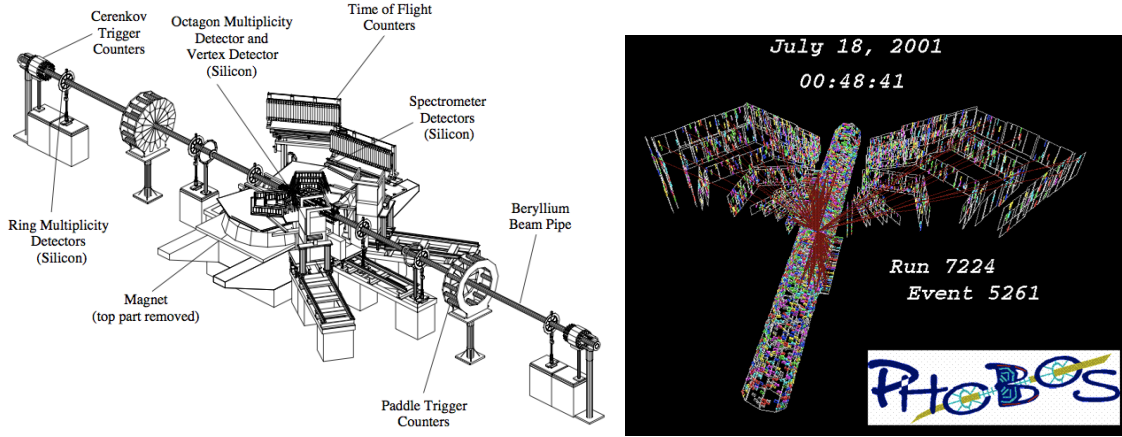 Cerenkov
Trigger
Counters
Octagon Multiplicity
Detector and
Vertex Detector
(Silicon)
Time of Flight
Counters
Spectrometer
Detectors
(Silicon)
Ring Multiplicity
Detectors
(Silicon)
Magnet
(top part removed)
Beryllium
Beam Pipe
Paddle Trigger
Counters
July 18, 2001
00:48:41
Run 7224
Event 5261
PHOBOS